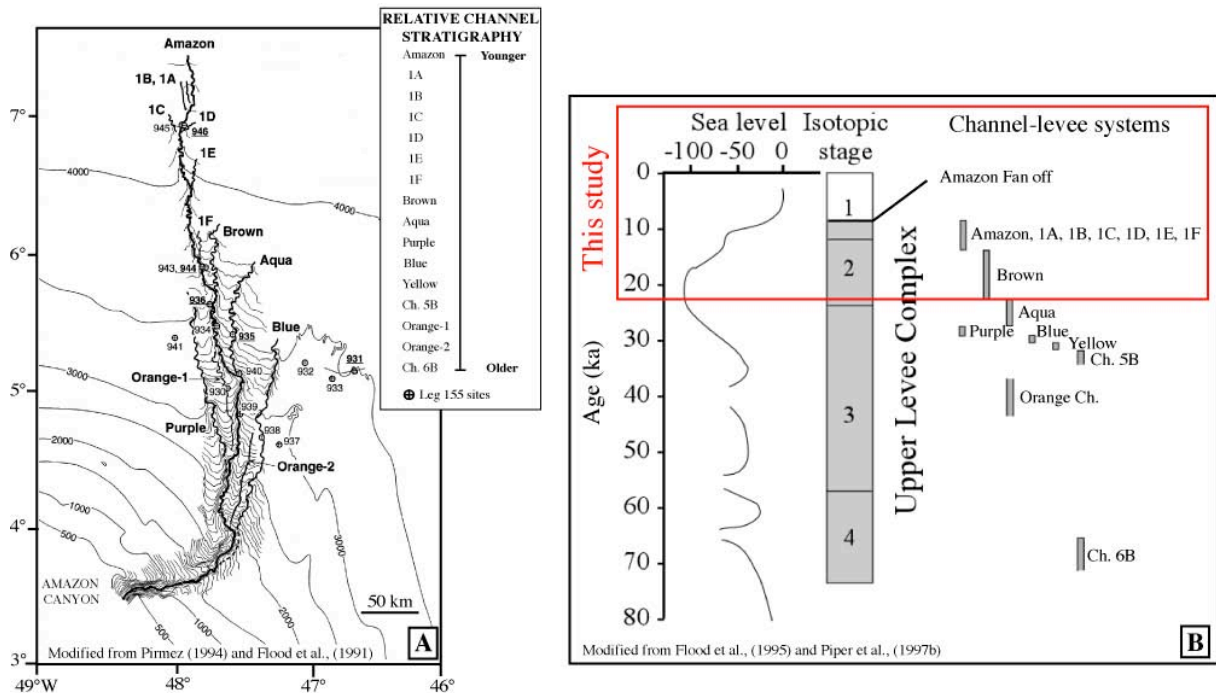 RELATIVE CHANNEL
STRATIGRAPHY
Amazon
Younger
1A
1B
1C
1D
1E
1F
Brown
Aqua
Purple
Blue
Yellow
Ch. 5B
Orange-1
Orange-2
Ch. 6B
Older
⊕ Leg 155 sites
Amazon
1B, 1A
1C
1D
945
946
1E
4000
4000
1F
Brown
Aqua
943, 944
936
934
935
Blue
941
931
932
933
Orange-1
940
930
3000
939
Purple
938
937
2000
Orange-2
1000
500
3000
AMAZON
CANYON
50 km
2000
500
1000
A
Modified from Pirmez (1994) and Flood et al., (1991)
7°
6°
5°
4°
3°
49°W
48°
47°
46°
This study
Sea level
-100 -50 0
Isotopic
stage
Channel-levee systems
Age (ka)
0
10
20
30
40
50
60
70
80
1
2
3
4
Upper Levee Complex
Amazon Fan off
Amazon, 1A, 1B, 1C, 1D, 1E, 1F
Brown
Aqua
Purple
Blue
Yellow
Ch. 5B
Orange Ch.
Ch. 6B
B
Modified from Flood et al., (1995) and Piper et al., (1997b)